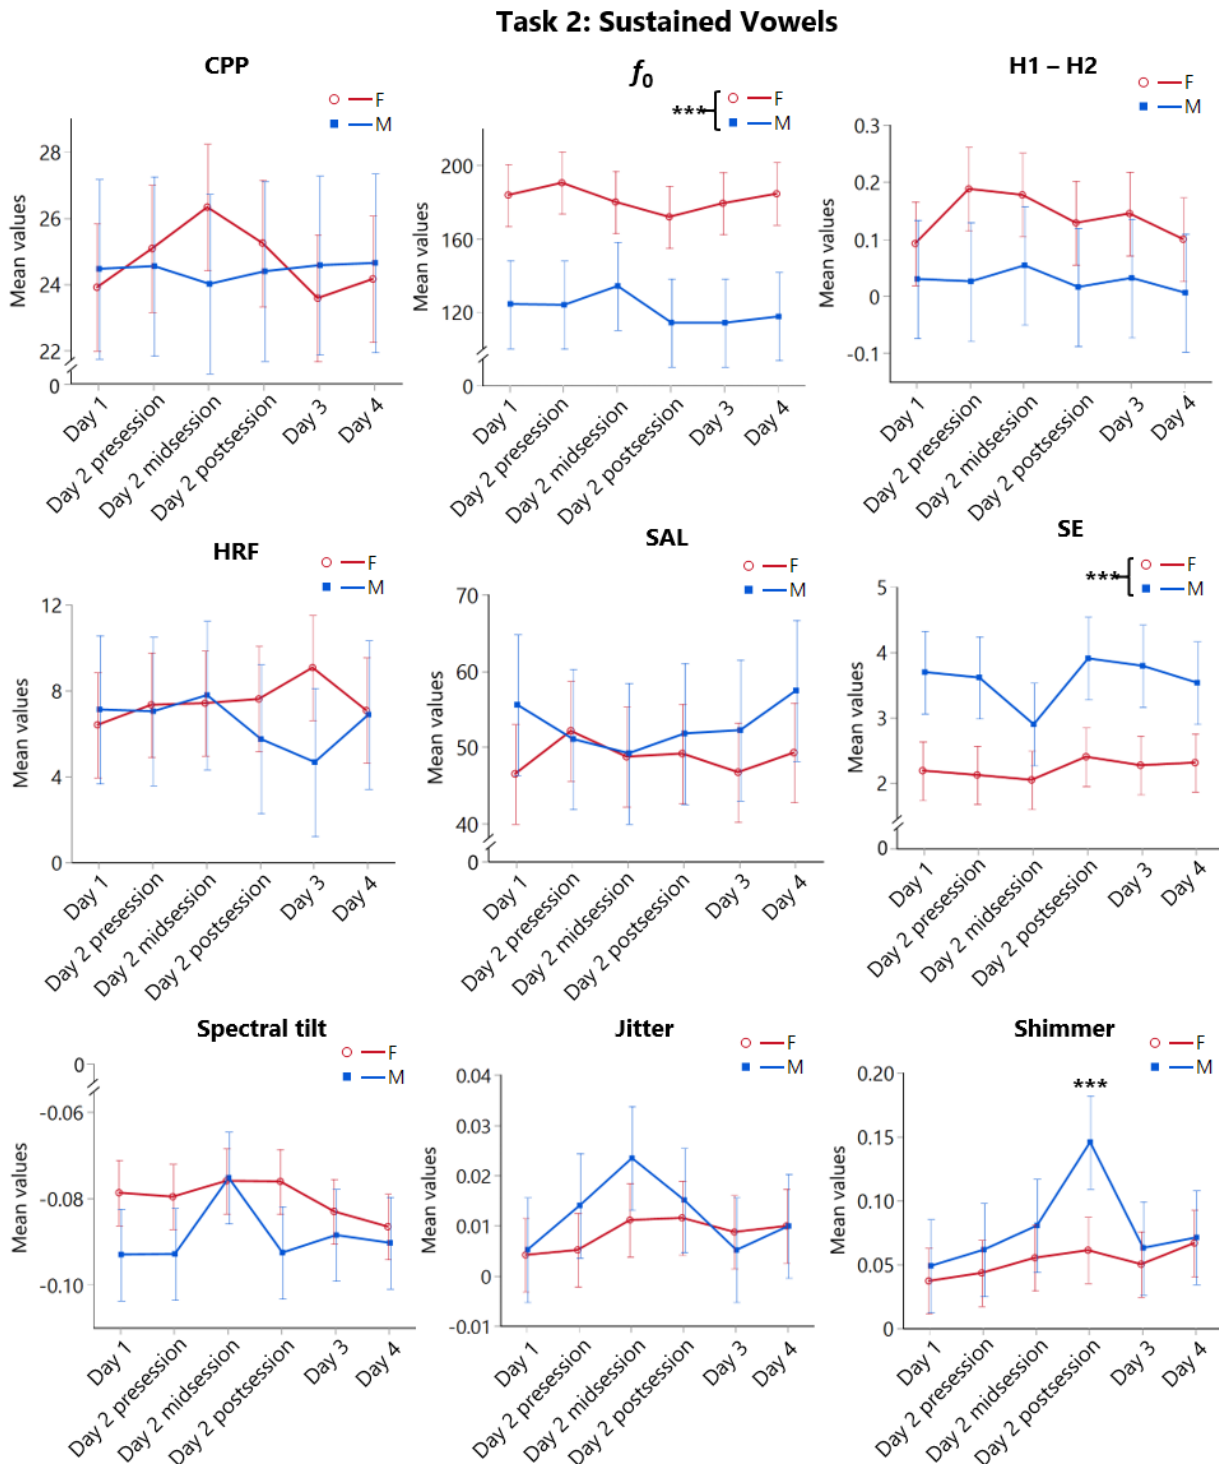 Task 2: Sustained Vowels
CPP
F
M
Mean values
28
26
24
22
0
Day 1
Day 2 presession
Day 2 midsession
Day 2 postsession
Day 3
Day 4
f0
***
F
M
Mean values
200
160
120
0
Day 1
Day 2 presession
Day 2 midsession
Day 2 postsession
Day 3
Day 4
H1 – H2
F
M
Mean values
0.3
0.2
0.1
0
-0.1
Day 1
Day 2 presession
Day 2 midsession
Day 2 postsession
Day 3
Day 4
HRF
F
M
Mean values
12
8
4
0
Day 1
Day 2 presession
Day 2 midsession
Day 2 postsession
Day 3
Day 4
SAL
F
M
Mean values
70
60
50
40
0
Day 1
Day 2 presession
Day 2 midsession
Day 2 postsession
Day 3
Day 4
SE
***
F
M
Mean values
5
4
3
2
0
Day 1
Day 2 presession
Day 2 midsession
Day 2 postsession
Day 3
Day 4
Spectral tilt
F
M
Mean values
0
-0.06
-0.08
-0.10
Day 1
Day 2 presession
Day 2 midsession
Day 2 postsession
Day 3
Day 4
Jitter
F
M
Mean values
0.04
0.03
0.02
0.01
0
-0.01
Day 1
Day 2 presession
Day 2 midsession
Day 2 postsession
Day 3
Day 4
Shimmer
F
M
***
Mean values
0.20
0.15
0.10
0.05
0
Day 1
Day 2 presession
Day 2 midsession
Day 2 postsession
Day 3
Day 4